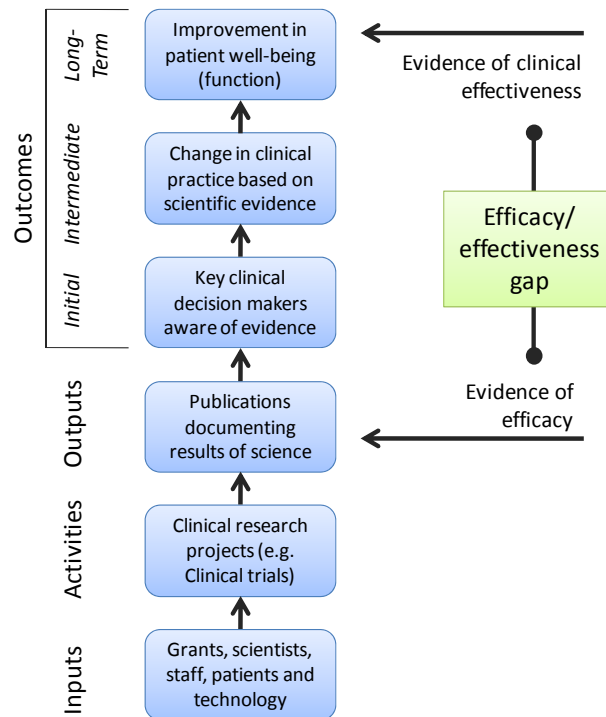 Outcomes
Long-
Term
Improvement in
patient well-being
(function)
Evidence of clinical
effectiveness
Intermediate
Change in clinical
practice based on
scientific evidence
Efficacy/
effectiveness
gap
Initial
Key clinical
decision makers
aware of evidence
Outputs
Publications
documenting
results of science
Evidence of
efficacy
Activities
Clinical research
projects (e.g.
Clinical trials)
Inputs
Grants, scientists,
staff, patients and
technology